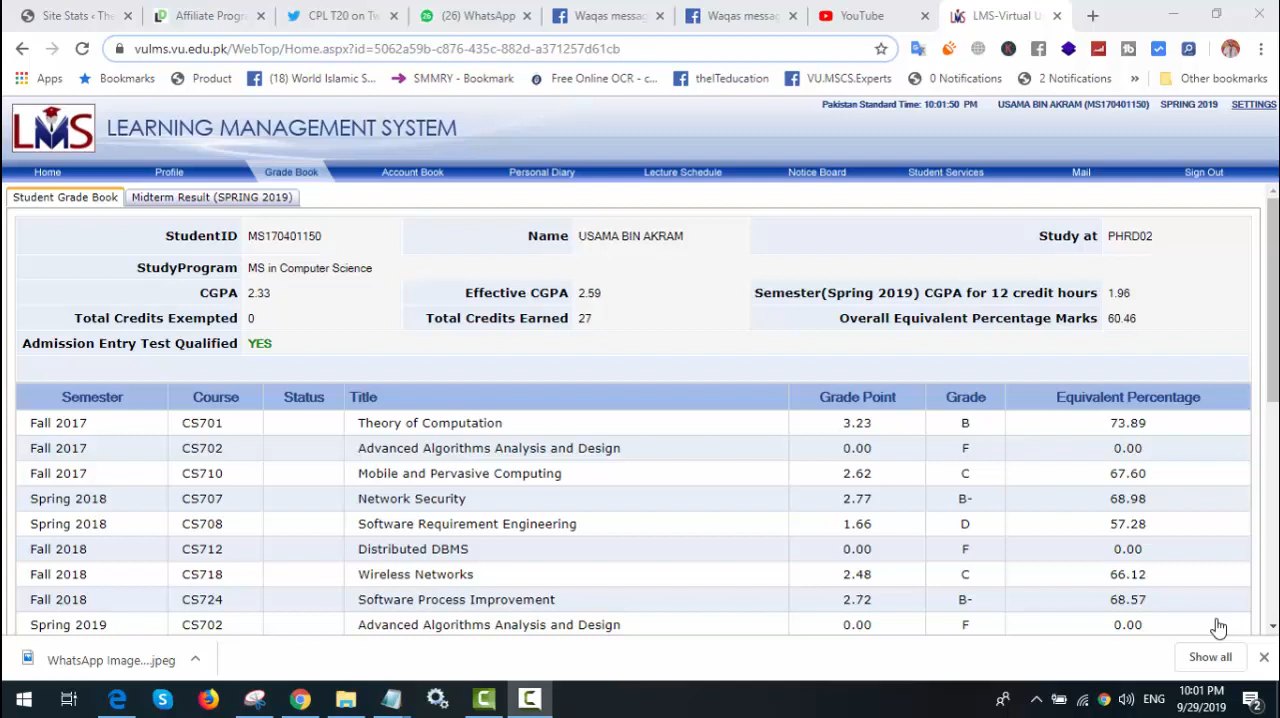 Site Stats ‹ The
Affiliate Progr
CPL T20 on Tw
(26) WhatsApp
Waqas messag
Waqas messag
YouTube
LMS-Virtual U
vulms.vu.edu.pk/WebTop/Home.aspx?id=5062a59b-c876-435c-882d-a371257d61cb
Apps Bookmarks Product (18) World Islamic S... SMMRY - Bookmark Free Online OCR - c... theITeducation VU.MSCS.Experts 0 Notifications 2 Notifications » Other bookmarks
Pakistan Standard Time: 10:01:50 PM USAMA BIN AKRAM (MS170401150) SPRING 2019 SETTINGS
LMS LEARNING MANAGEMENT SYSTEM
Home Profile Grade Book Account Book Personal Diary Lecture Schedule Notice Board Student Services Mail Sign Out
Student Grade Book Midterm Result (SPRING 2019)
StudentID MS170401150 Name USAMA BIN AKRAM Study at PHRD02
StudyProgram MS in Computer Science
CGPA 2.33 Effective CGPA 2.59 Semester(Spring 2019) CGPA for 12 credit hours 1.96
Total Credits Exempted 0 Total Credits Earned 27 Overall Equivalent Percentage Marks 60.46
Admission Entry Test Qualified YES
Semester Course Status Title Grade Point Grade Equivalent Percentage
Fall 2017 CS701 Theory of Computation 3.23 B 73.89
Fall 2017 CS702 Advanced Algorithms Analysis and Design 0.00 F 0.00
Fall 2017 CS710 Mobile and Pervasive Computing 2.62 C 67.60
Spring 2018 CS707 Network Security 2.77 B- 68.98
Spring 2018 CS708 Software Requirement Engineering 1.66 D 57.28
Fall 2018 CS712 Distributed DBMS 0.00 F 0.00
Fall 2018 CS718 Wireless Networks 2.48 C 66.12
Fall 2018 CS724 Software Process Improvement 2.72 B- 68.57
Spring 2019 CS702 Advanced Algorithms Analysis and Design 0.00 F 0.00
WhatsApp Image....jpeg Show all
ENG 10:01 PM
9/29/2019 2